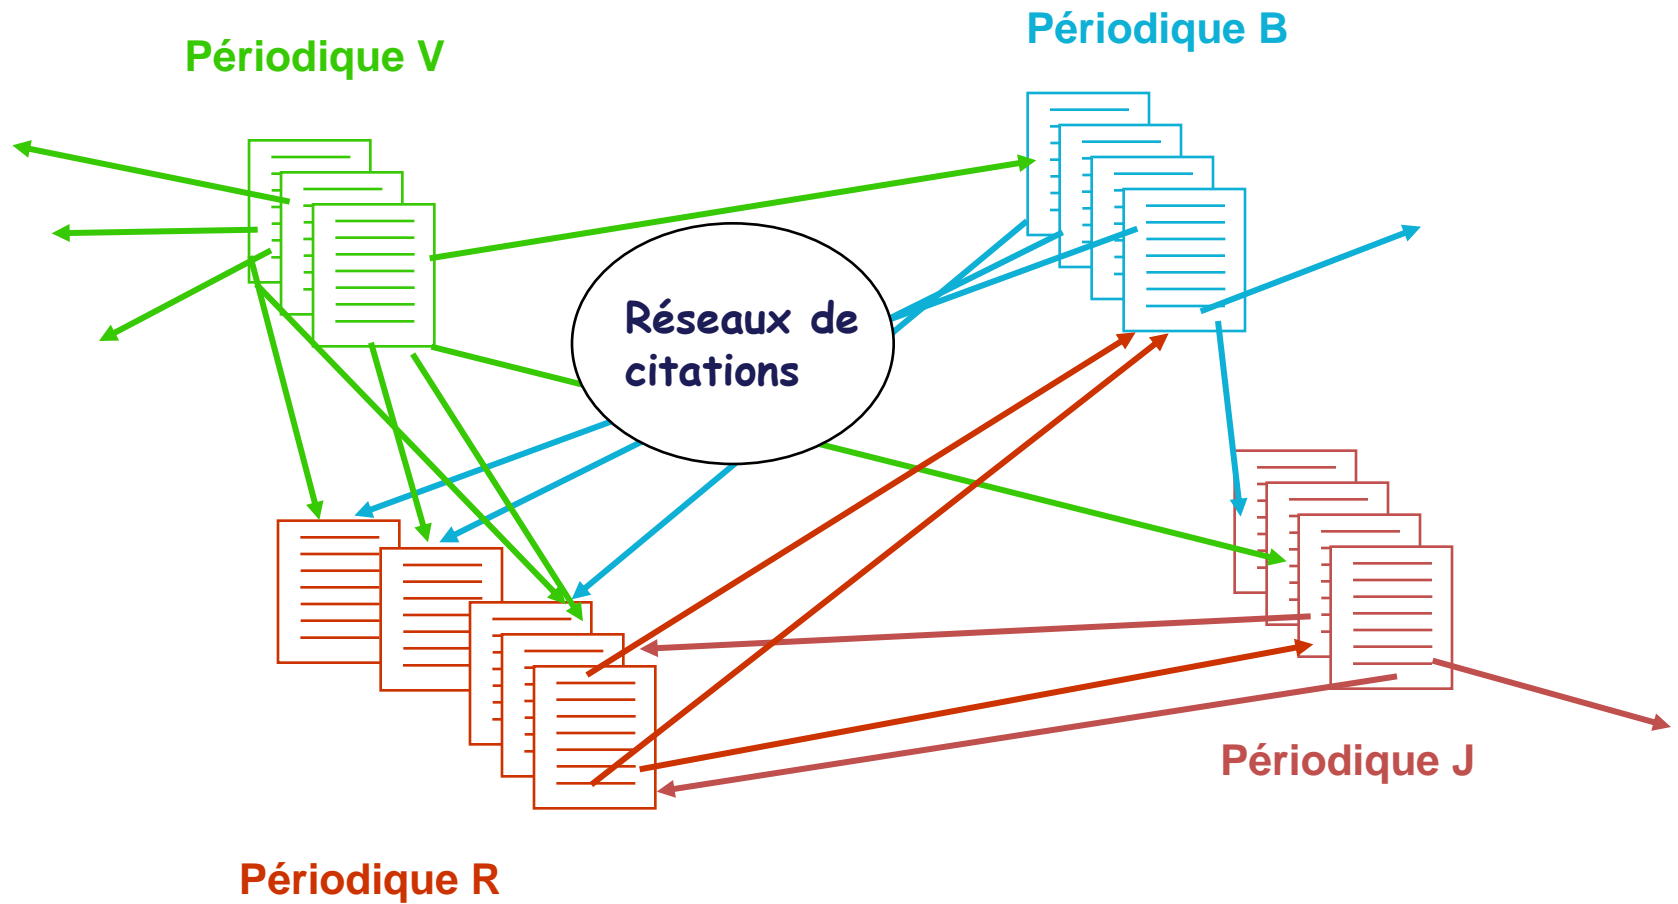 Périodique B
Périodique V
Réseaux de
citations
Périodique J
Périodique R